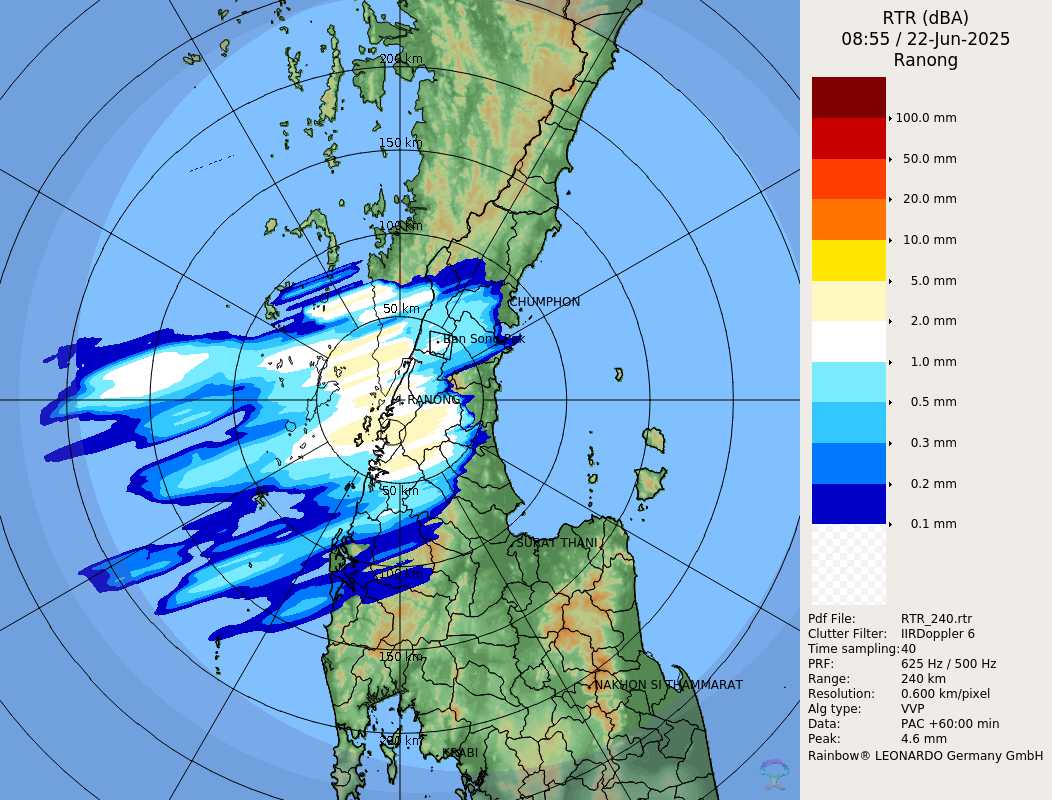 RTR (dBA)
08:55 / 22-Jun-2025
Ranong
100.0 mm
50.0 mm
20.0 mm
10.0 mm
5.0 mm
2.0 mm
1.0 mm
0.5 mm
0.3 mm
0.2 mm
0.1 mm
Pdf File: RTR_240.rtr
Clutter Filter: IIRDoppler 6
Time sampling:40
PRF: 625 Hz / 500 Hz
Range: 240 km
Resolution: 0.600 km/pixel
Alg type: VVP
Data: PAC +60:00 min
Peak: 4.6 mm
Rainbow® LEONARDO Germany GmbH
200 km
150 km
100 km
CHUMPHON
50 km
Ban Song Pak
RANONG
50 km
SURAT THANI
100 km
150 km
NAKHON SI THAMMARAT
200 km
KRABI